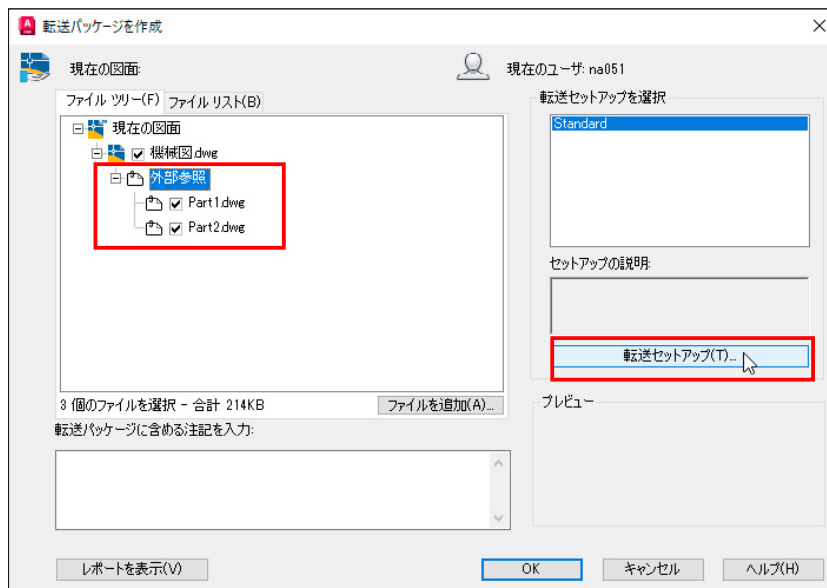 転送パッケージを作成
現在の図面:
現在のユーザ: na051
ファイル ツリー(F) ファイル リスト(B)
現在の図面
機械図.dwg
外部参照
Part1.dwg
Part2.dwg
3 個のファイルを選択 - 合計 214KB
ファイルを追加(A)...
転送パッケージに含める注記を入力:
転送セットアップを選択
Standard
セットアップの説明:
転送セットアップ(T)...
プレビュー
レポートを表示(V)
OK
キャンセル
ヘルプ(H)